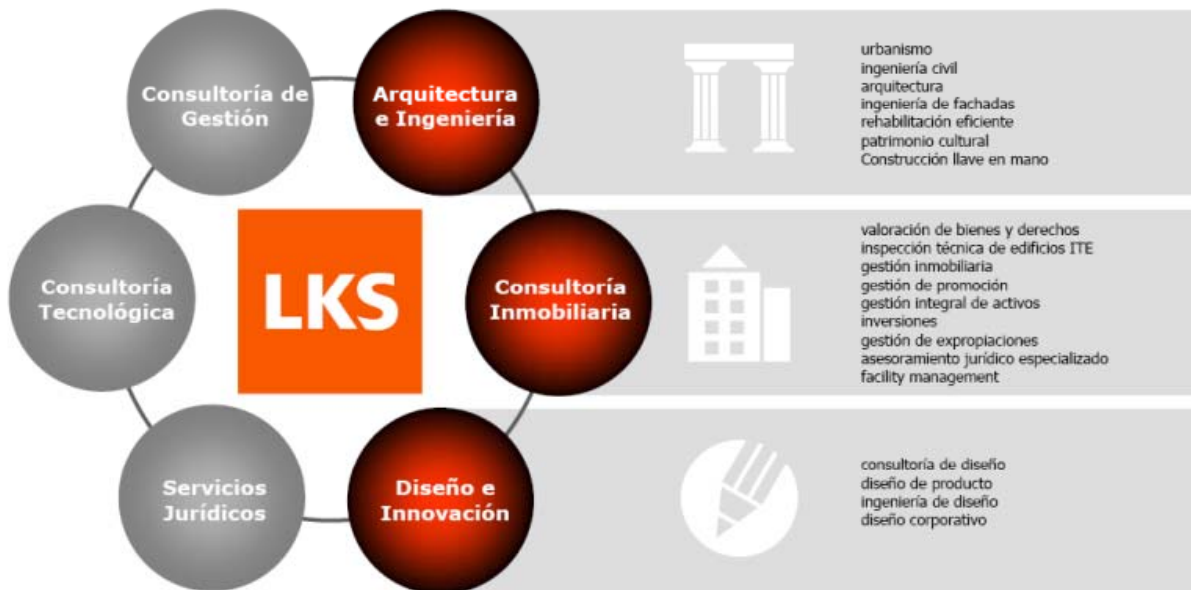 Consultoría de
Gestión
Arquitectura
e Ingeniería
urbanismo
ingeniería civil
arquitectura
ingeniería de fachadas
rehabilitación eficiente
patrimonio cultural
Construcción llave en mano
Consultoría
Tecnológica
LKS
Consultoría
Inmobiliaria
valoración de bienes y derechos
inspección técnica de edificios ITE
gestión inmobiliaria
gestión de promoción
gestión integral de activos
inversiones
gestión de expropiaciones
asesoramiento jurídico especializado
facility management
Servicios
Jurídicos
Diseño e
Innovación
consultoría de diseño
diseño de producto
ingeniería de diseño
diseño corporativo